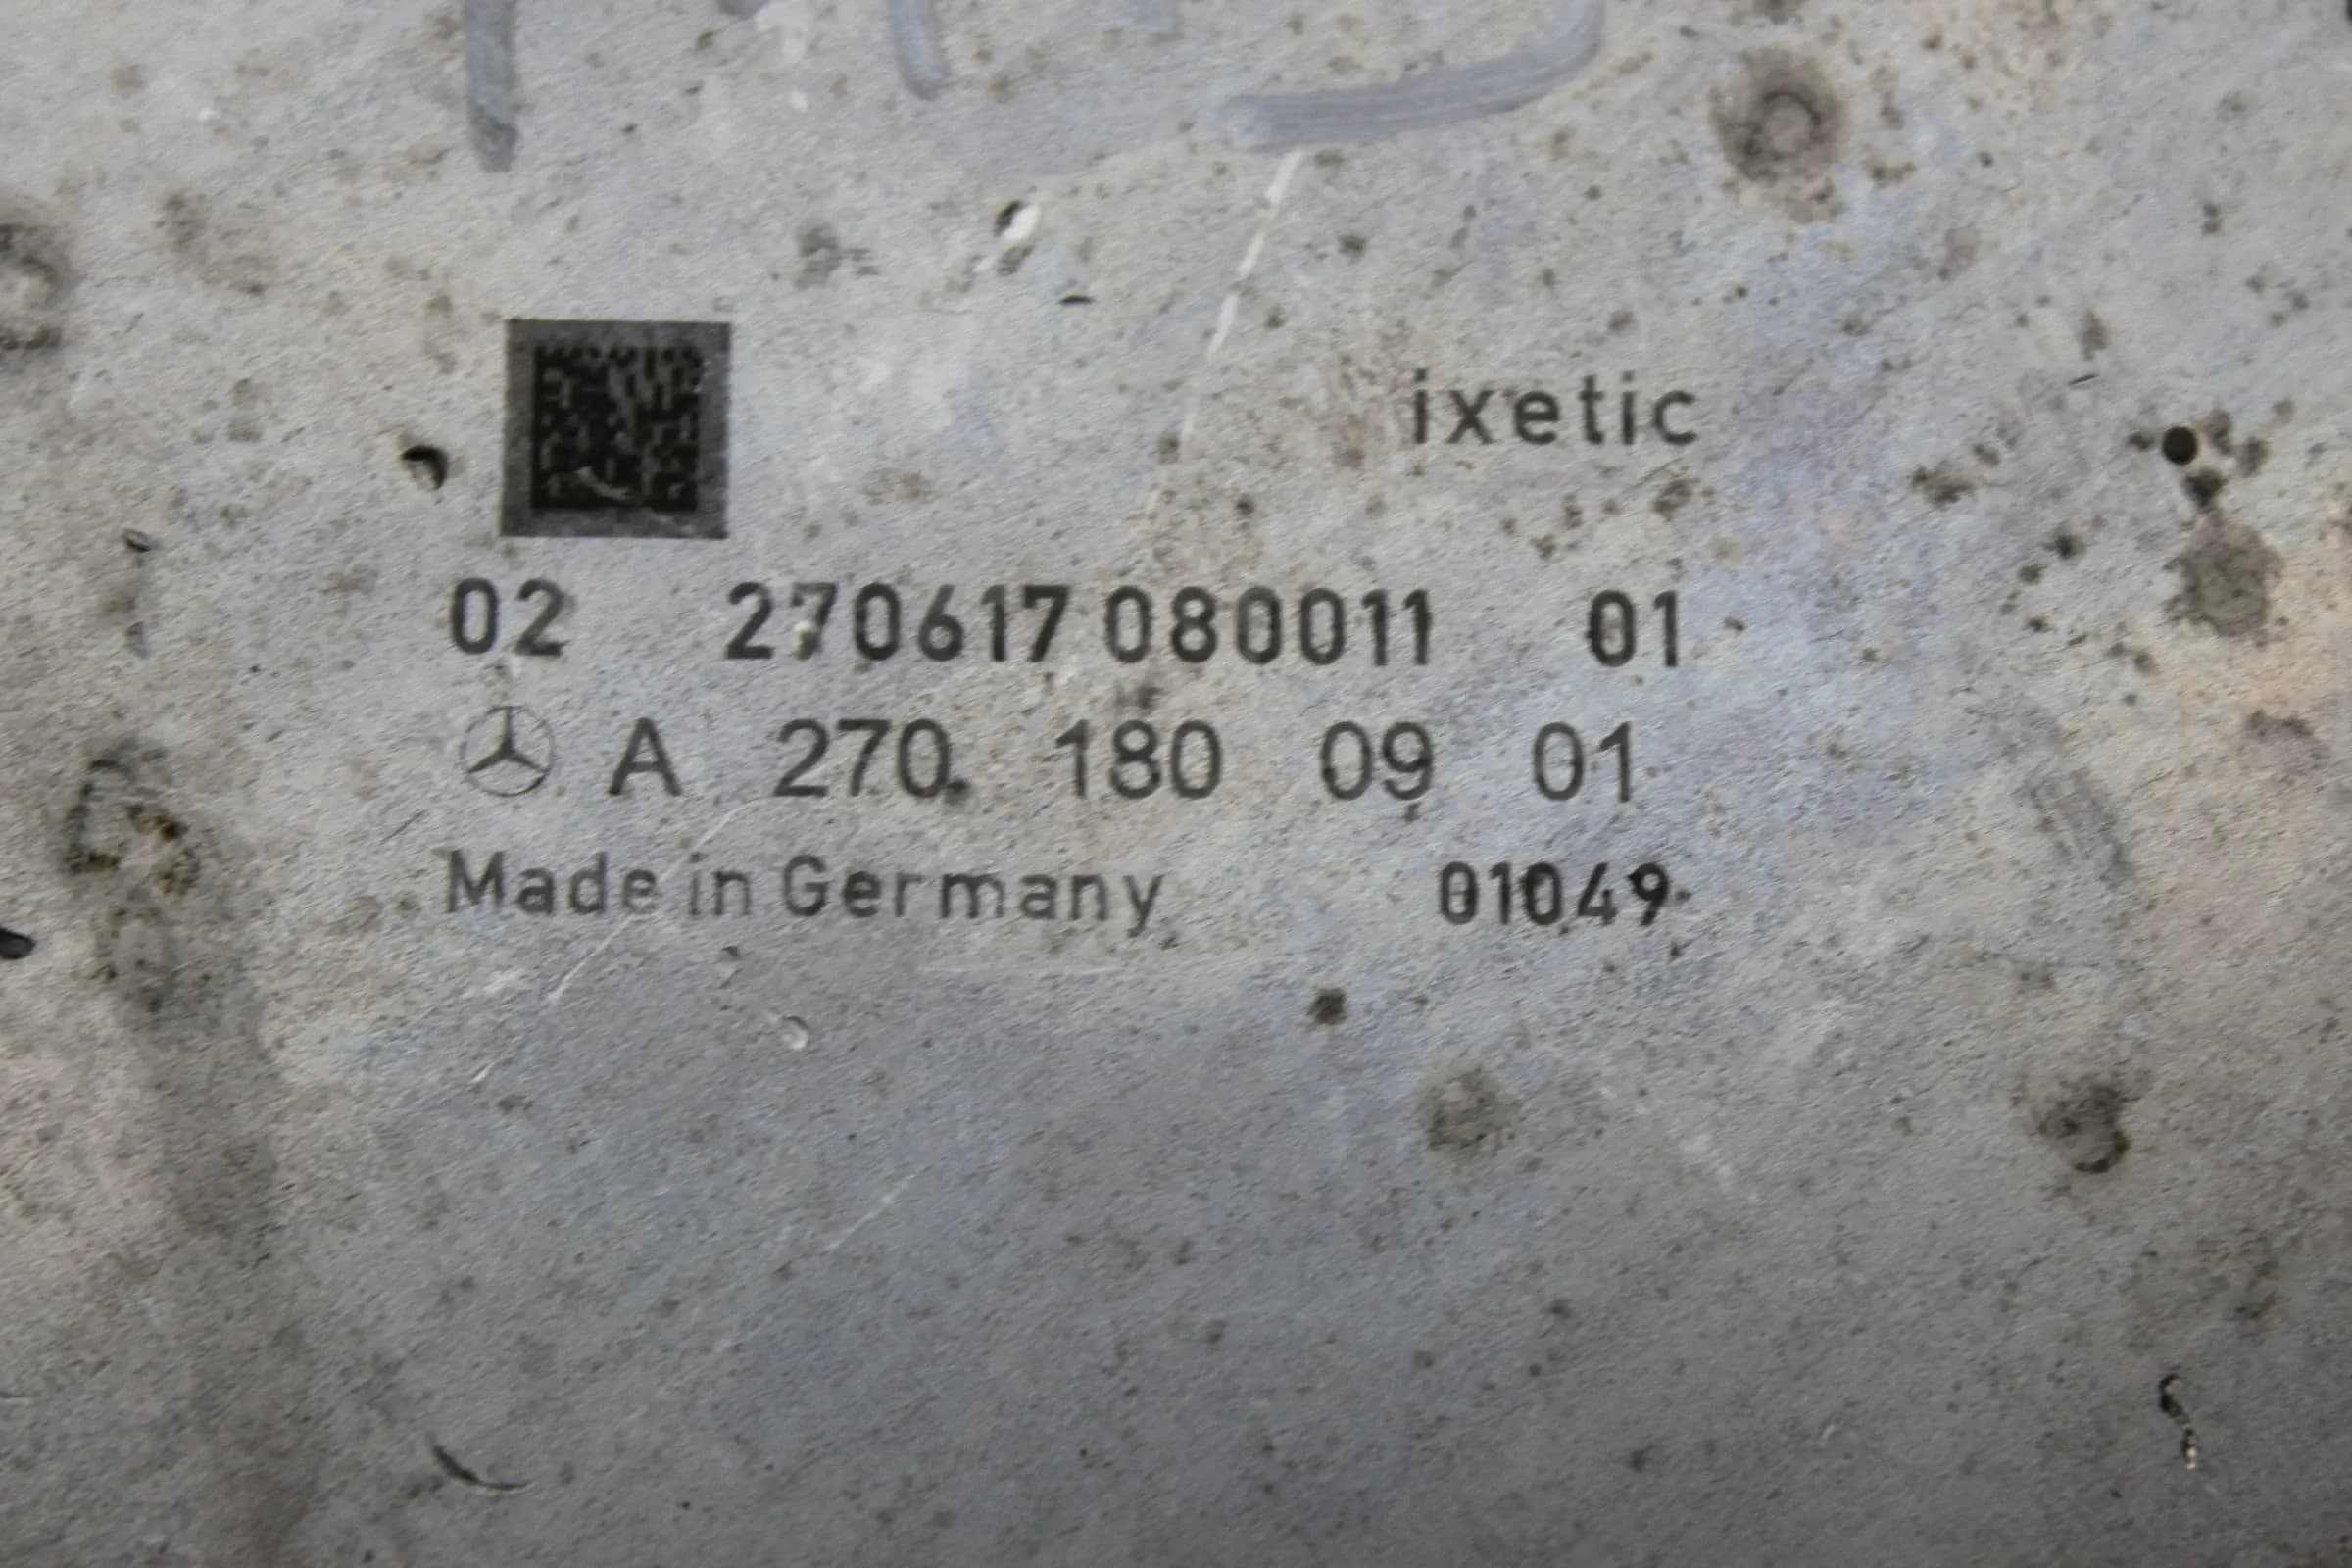 ixetic
02 270617 080011 01
A 270 180 09 01
Made in Germany 01049